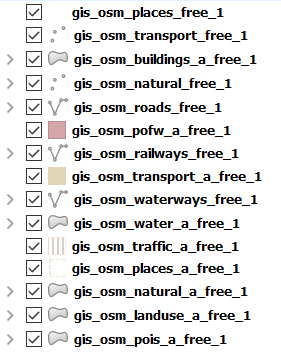 gis_osm_places_free_1
gis_osm_transport_free_1
gis_osm_buildings_a_free_1
gis_osm_natural_free_1
gis_osm_roads_free_1
gis_osm_pofw_a_free_1
gis_osm_railways_free_1
gis_osm_transport_a_free_1
gis_osm_waterways_free_1
gis_osm_water_a_free_1
gis_osm_traffic_a_free_1
gis_osm_places_a_free_1
gis_osm_natural_a_free_1
gis_osm_landuse_a_free_1
gis_osm_pois_a_free_1